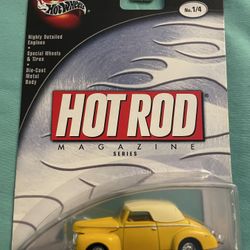 HOT WHEELS
No. 1/4
Highly Detailed
Engines
Special Wheels
& Tires
Die-Cast
Metal
Body
HOT ROD
MAGAZINE
SERIES